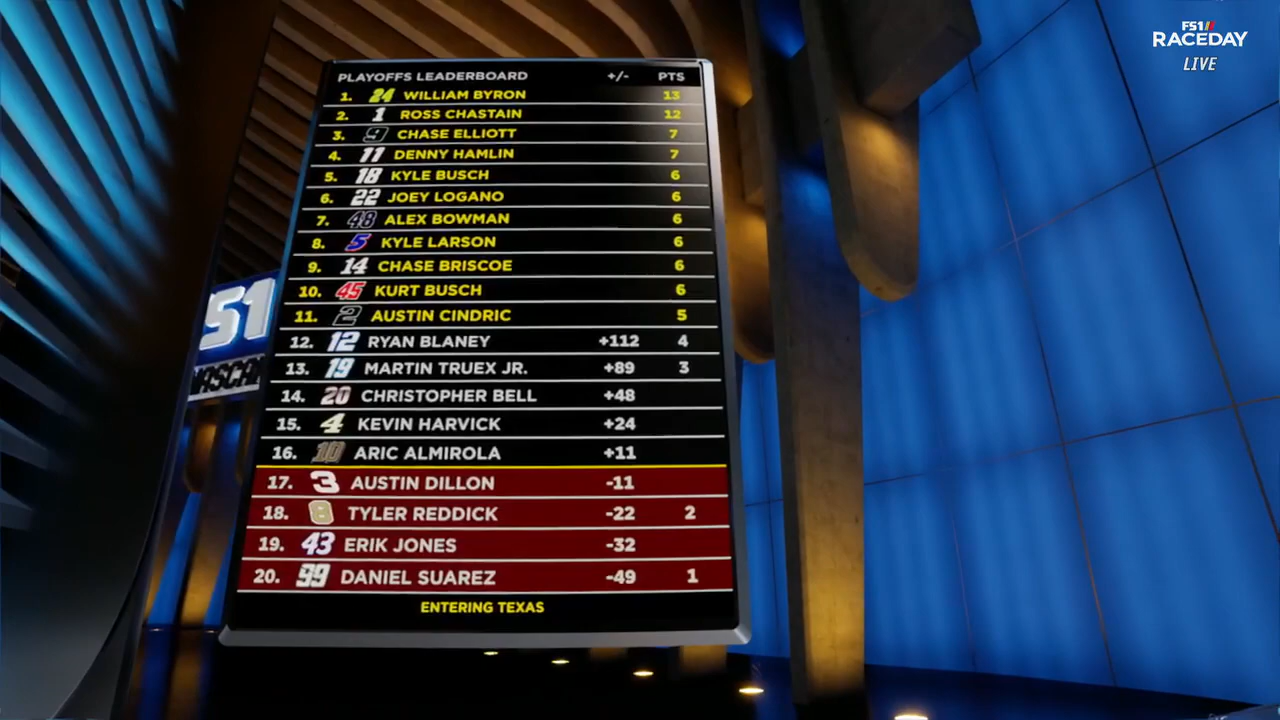 FS1
RACEDAY
LIVE
PLAYOFFS LEADERBOARD +/- PTS
1. 24 WILLIAM BYRON 13
2. 1 ROSS CHASTAIN 12
3. 9 CHASE ELLIOTT 7
4. 11 DENNY HAMLIN 7
5. 18 KYLE BUSCH 6
6. 22 JOEY LOGANO 6
7. 48 ALEX BOWMAN 6
8. 5 KYLE LARSON 6
9. 14 CHASE BRISCOE 6
10. 45 KURT BUSCH 6
11. 2 AUSTIN CINDRIC 5
12. 12 RYAN BLANEY +112 4
13. 19 MARTIN TRUEX JR. +89 3
14. 20 CHRISTOPHER BELL +48
15. 4 KEVIN HARVICK +24
16. 10 ARIC ALMIROLA +11
17. 3 AUSTIN DILLON -11
18. 8 TYLER REDDICK -22 2
19. 43 ERIK JONES -32
20. 99 DANIEL SUAREZ -49 1
ENTERING TEXAS
S1
NASCAR